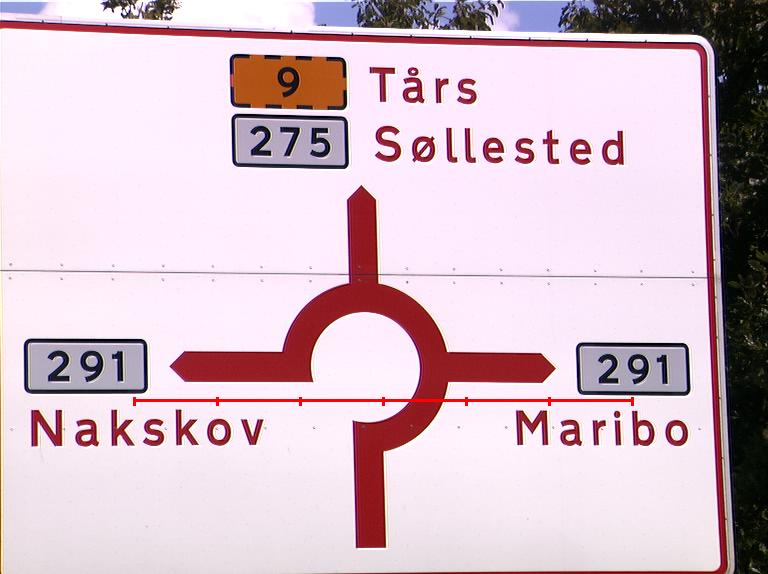 9 Tårs
275 Søllested
291 291
Nakskov Maribo